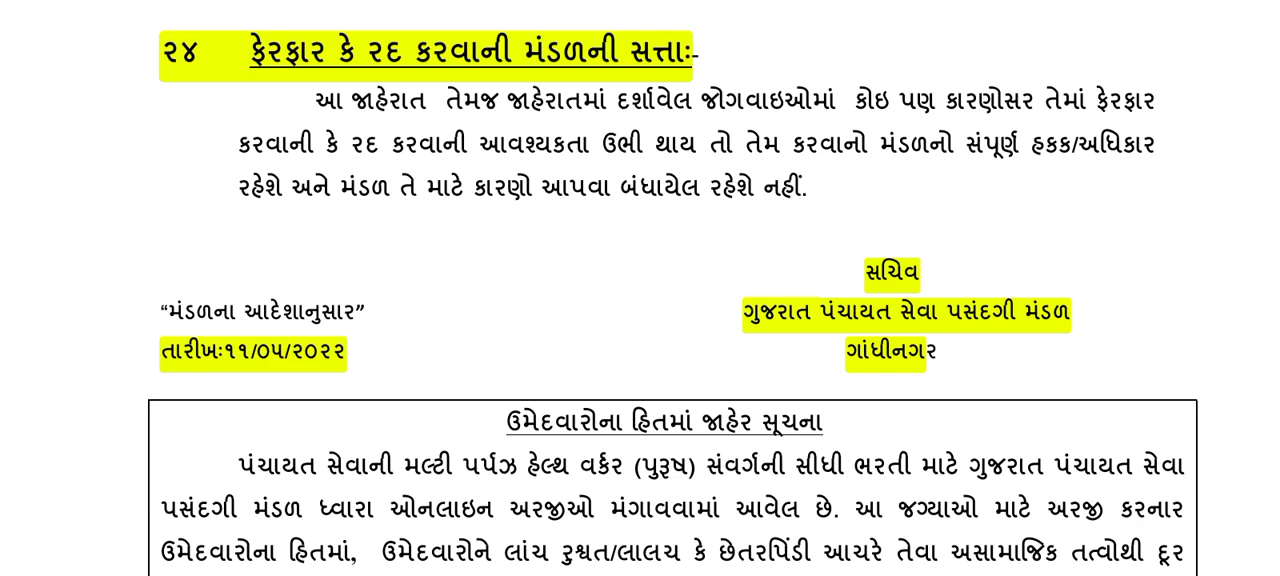 ૨૪ ફેરફાર કે રદ કરવાની મંડળની સત્તાઃ-
આ જાહેરાત તેમજ જાહેરાતમાં દર્શાવેલ જોગવાઇઓમાં કોઇ પણ કારણોસર તેમાં ફેરફાર
કરવાની કે રદ કરવાની આવશ્યકતા ઉભી થાય તો તેમ કરવાનો મંડળનો સંપૂર્ણ હકક/અધિકાર
રહેશે અને મંડળ તે માટે કારણો આપવા બંધાયેલ રહેશે નહીં.
સચિવ
“મંડળના આદેશાનુસાર” ગુજરાત પંચાયત સેવા પસંદગી મંડળ
તારીખઃ૧૧/૦૫/૨૦૨૨ ગાંધીનગર
ઉમેદવારોના હિતમાં જાહેર સૂચના
પંચાયત સેવાની મલ્ટી પર્પઝ હેલ્થ વર્કર (પુરૂષ) સંવર્ગની સીધી ભરતી માટે ગુજરાત પંચાયત સેવા
પસંદગી મંડળ ધ્વારા ઓનલાઇન અરજીઓ મંગાવવામાં આવેલ છે. આ જગ્યાઓ માટે અરજી કરનાર
ઉમેદવારોના હિતમાં, ઉમેદવારોને લાંચ રુશ્વત/લાલચ કે છેતરપિંડી આચરે તેવા અસામાજિક તત્વોથી દૂર